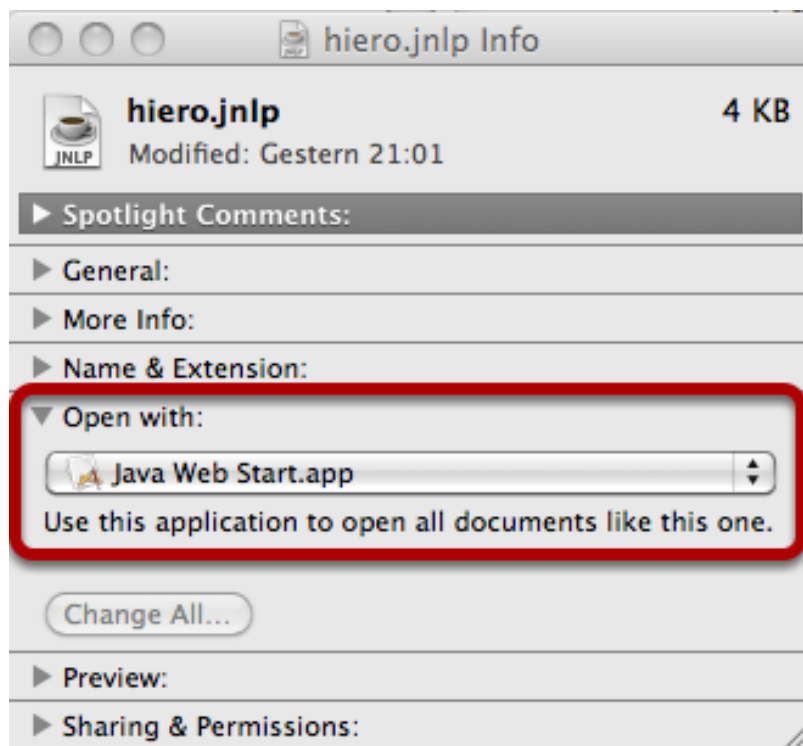 hiero.jnlp Info
hiero.jnlp 4 KB
JNLP
Modified: Gestern 21:01
Spotlight Comments:
General:
More Info:
Name & Extension:
Open with:
Java Web Start.app
Use this application to open all documents like this one.
Change All...
Preview:
Sharing & Permissions: